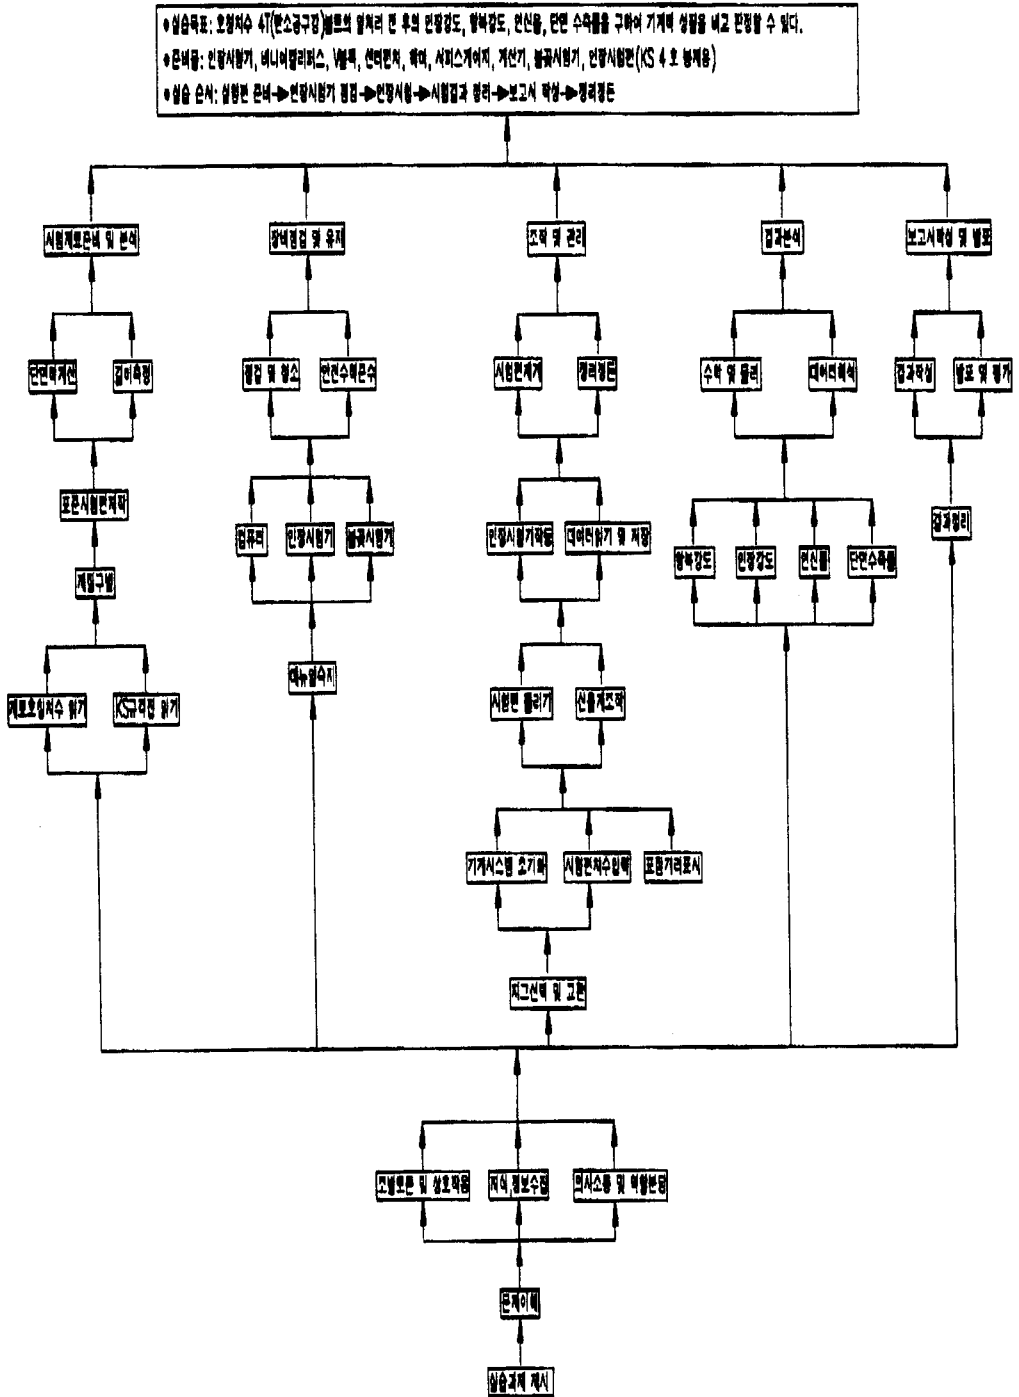 ●실습목표: 호칭치수 4T(탄소공구강)볼트의 열처리 전 후의 인장강도, 항복강도, 연신율, 단면 수축률을 구하여 기계적 성질을 비교 판정할 수 있다.
●준비물: 인장시험기, 버니어캘리퍼스, V블록, 센터펀치, 해머, 서피스게이지, 계산기, 불꽃시험기, 인장시험편(KS 4호 봉재용)
●실습 순서: 실험편 준비→인장시험기 점검→인장시험→시험결과 정리→보고서 작성→정리정돈
시험재료준비 및 분석
장비점검 및 유지
조작 및 관리
결과분석
보고서작성 및 발표
단면적계산
길이측정
점검 및 청소
안전수칙준수
시험편제거
정리정돈
수학 및 물리
데이터해석
결과작성
발표 및 평가
표준시험편제작
컴퓨터
인장시험기
불꽃시험기
인장시험기작동
데이터읽기 및 저장
항복강도
인장강도
연신률
단면수축률
결과정리
재질구별
재료호칭치수 읽기
KS규격집 읽기
매뉴얼숙지
시험편 물리기
신율계조작
기계시스템 초기화
시험편치수입력
표점거리표시
지그선택 및 교환
조별토론 및 상호작용
지식,정보수집
의사소통 및 역할분담
문제이해
실습과제 제시